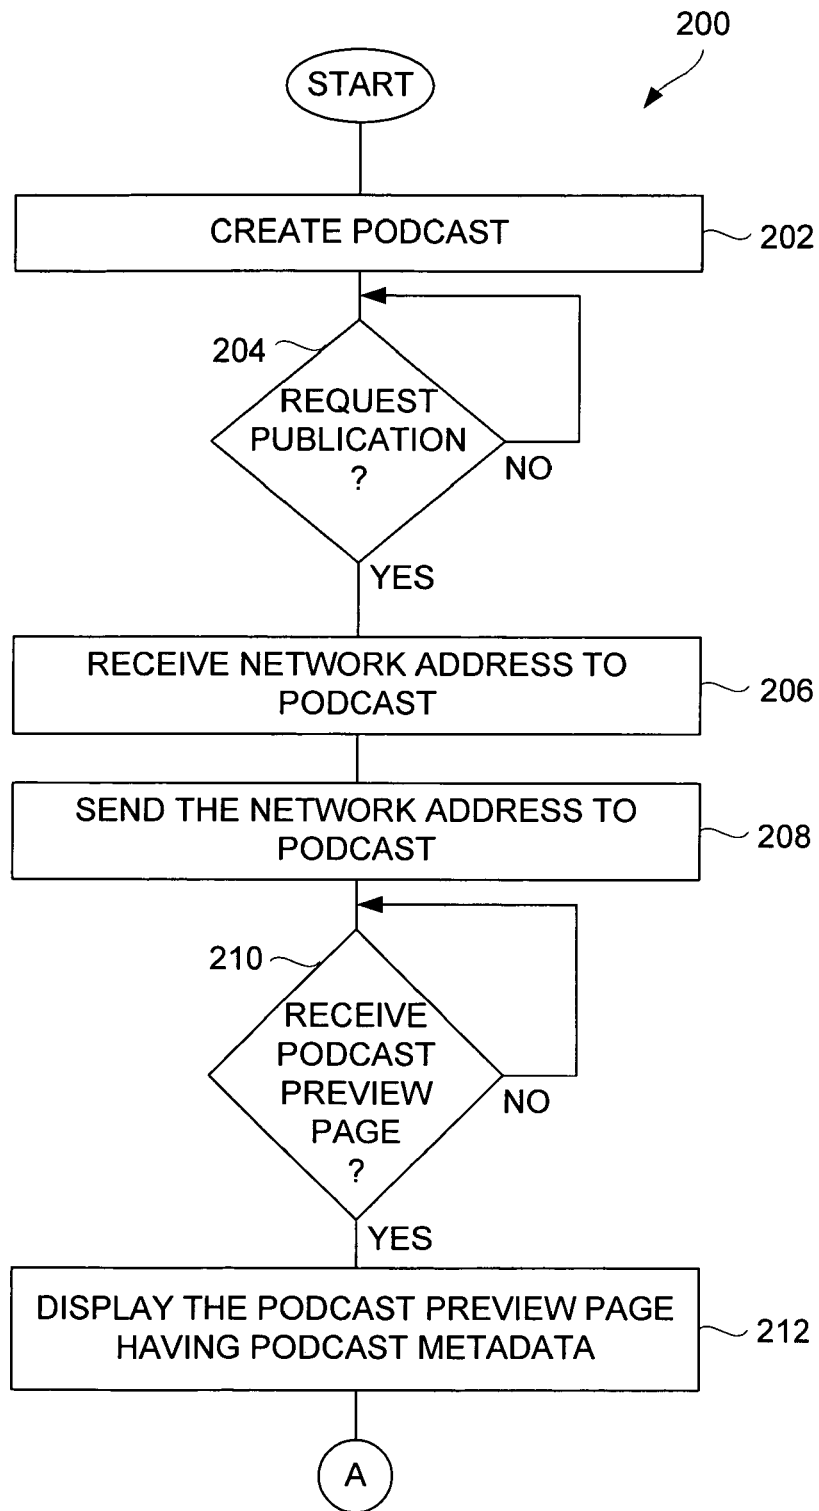 200
START
CREATE PODCAST
202
204
REQUEST
PUBLICATION
?
NO
YES
RECEIVE NETWORK ADDRESS TO
PODCAST
206
SEND THE NETWORK ADDRESS TO
PODCAST
208
210
RECEIVE
PODCAST
PREVIEW
PAGE
?
NO
YES
DISPLAY THE PODCAST PREVIEW PAGE
HAVING PODCAST METADATA
212
A